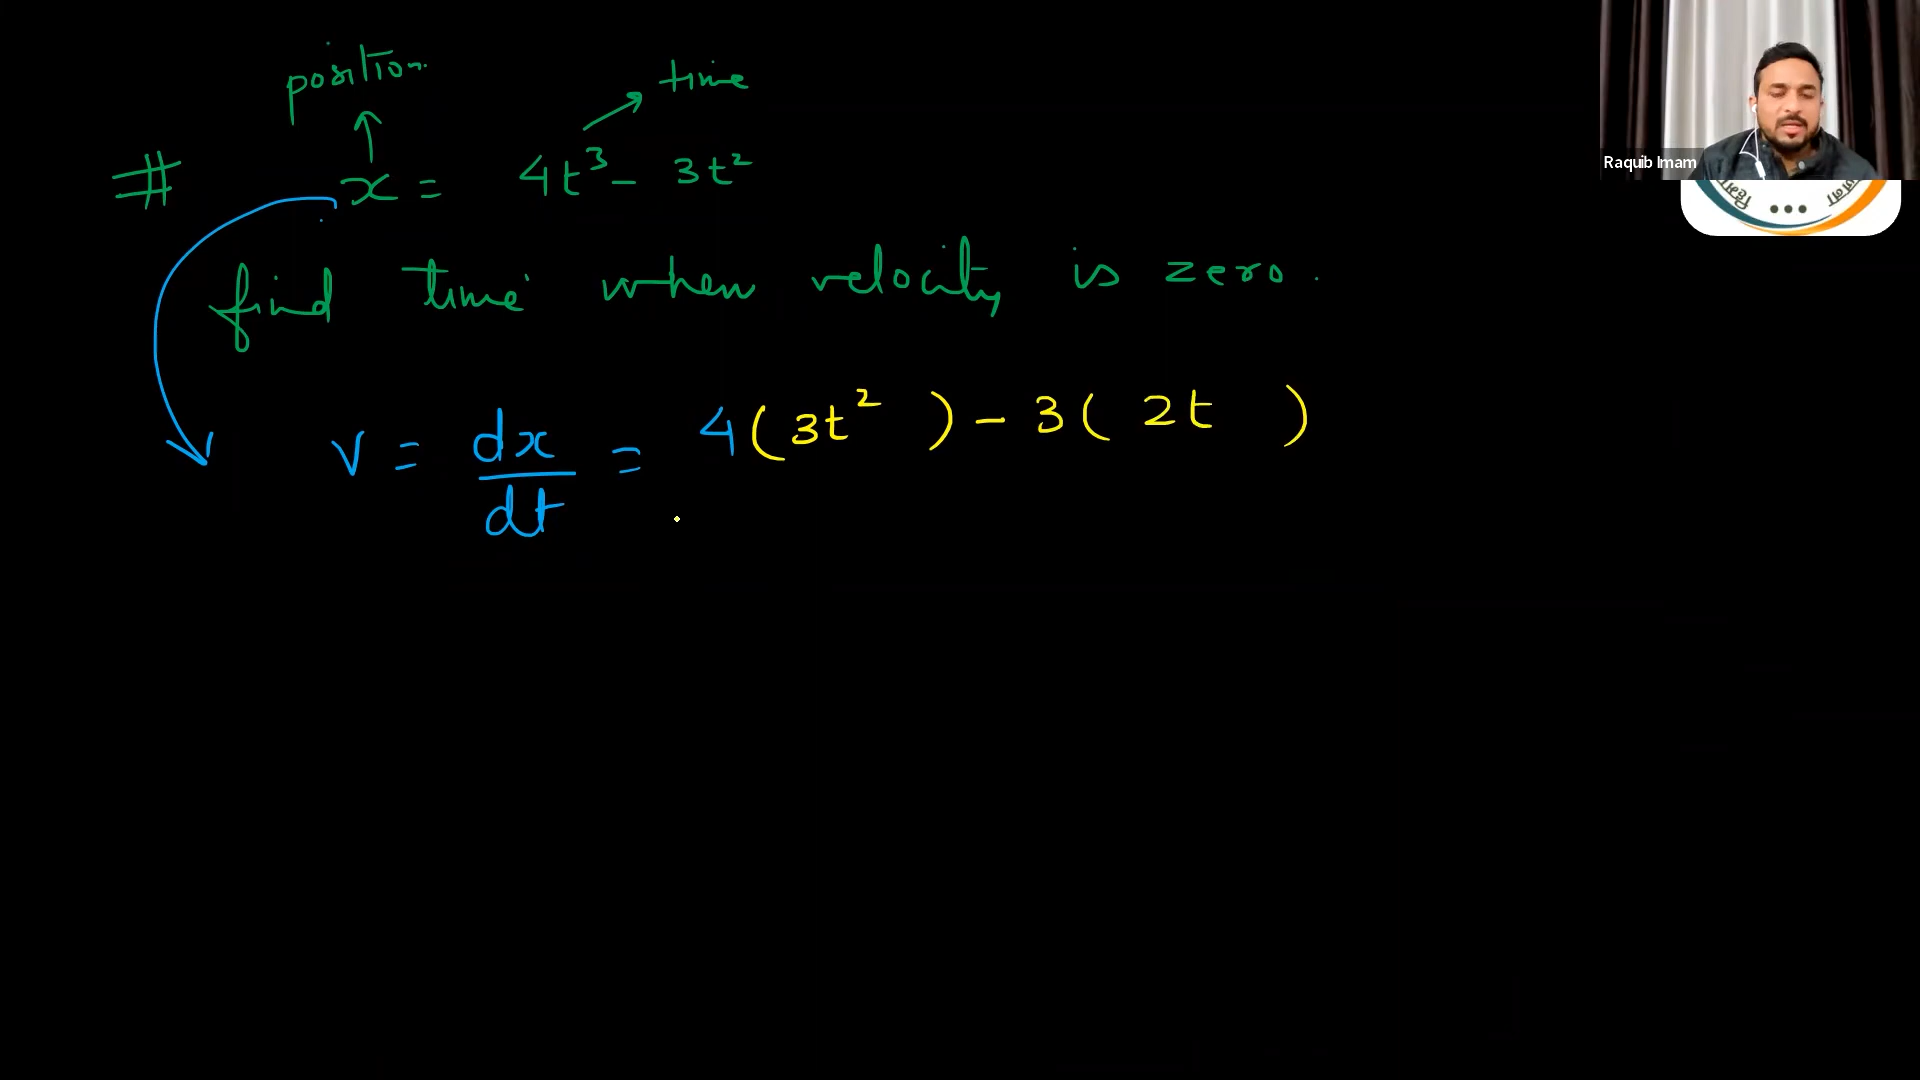 position
time
# x = 4t³ - 3t²
find time when velocity is zero.
v = dx/dt = 4(3t²) - 3(2t)
Raquib Imam